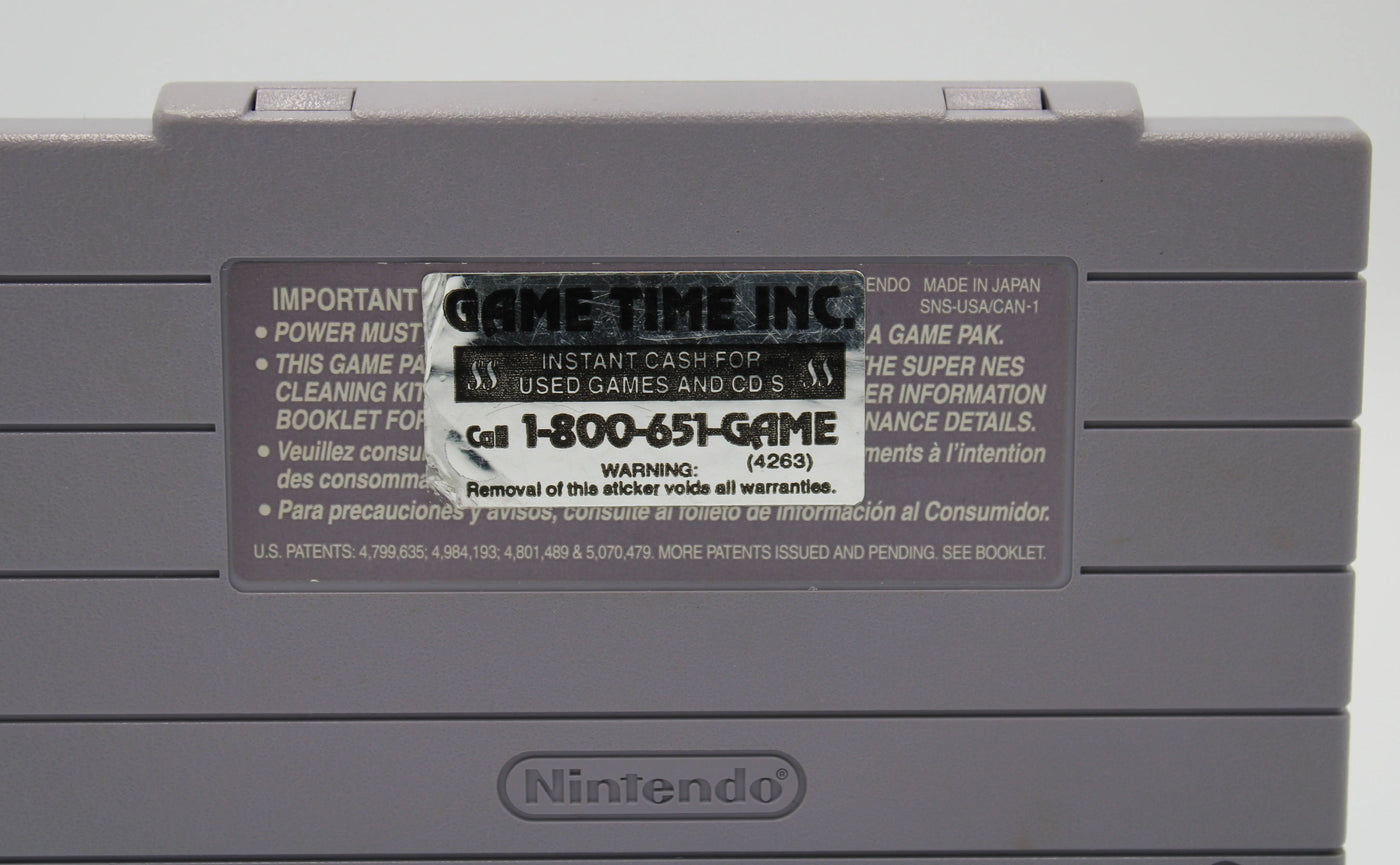 IMPORTANT
ENDO MADE IN JAPAN
SNS-USA/CAN-1
• POWER MUST
A GAME PAK.
• THIS GAME PA
HE SUPER NES
CLEANING KIT
ER INFORMATION
BOOKLET FOR
NANCE DETAILS.
• Veuillez consu
ments à l'intention
des consomma
• Para precauciones y avisos, consulte al folleto de información al Consumidor.
U.S. PATENTS: 4,799,635; 4,984,193; 4,801,489 & 5,070,479. MORE PATENTS ISSUED AND PENDING. SEE BOOKLET.
GAME TIME INC.
$$ INSTANT CASH FOR $$
USED GAMES AND CD S
Call 1-800-651-GAME
(4263)
WARNING:
Removal of this sticker voids all warranties.
Nintendo®